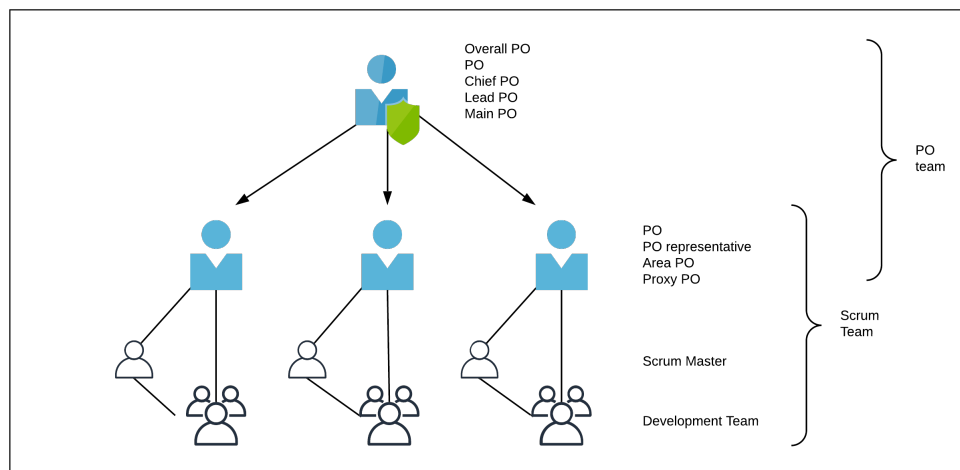 Overall PO
PO
Chief PO
Lead PO
Main PO
PO
team
PO
PO representative
Area PO
Proxy PO
Scrum
Team
Scrum Master
Development Team